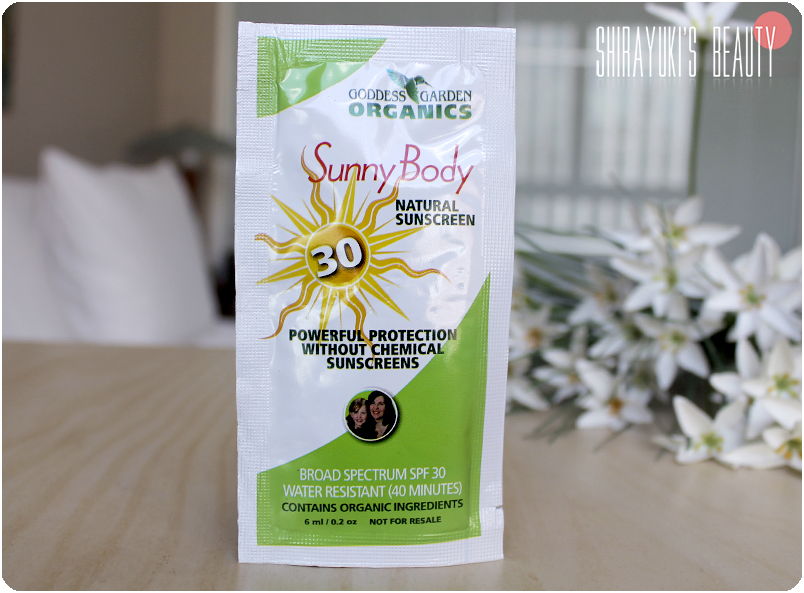 SHIRAYUKI'S BEAUTY
GODDESS GARDEN
ORGANICS
Sunny Body
NATURAL
SUNSCREEN
30
POWERFUL PROTECTION
WITHOUT CHEMICAL
SUNSCREENS
BROAD SPECTRUM SPF 30
WATER RESISTANT (40 MINUTES)
CONTAINS ORGANIC INGREDIENTS
6 ml / 0.2 oz NOT FOR RESALE